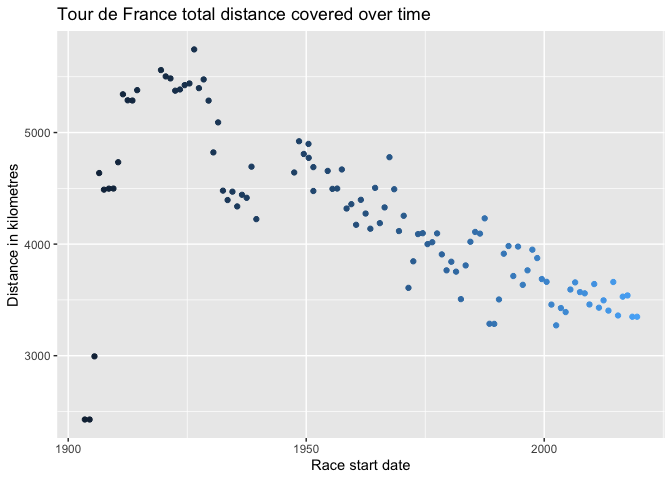 Tour de France total distance covered over time
Distance in kilometres
5000
4000
3000
1900
1950
2000
Race start date